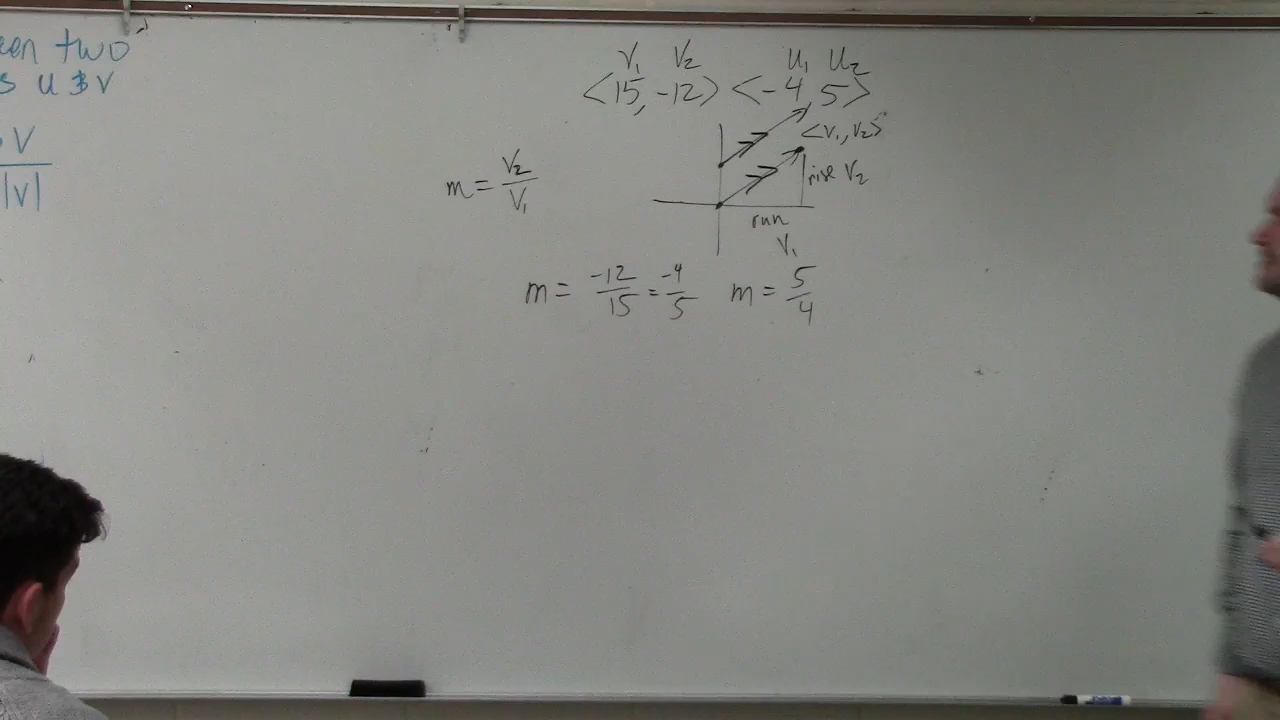 een two
s u & v
V
|v|
V₁ V₂ U₁ U₂
<15, -12> <-4, 5>
<V₁, V₂>
rise V₂
run
V₁
m = V₂/V₁
m = -12/15 = -4/5 m = 5/4